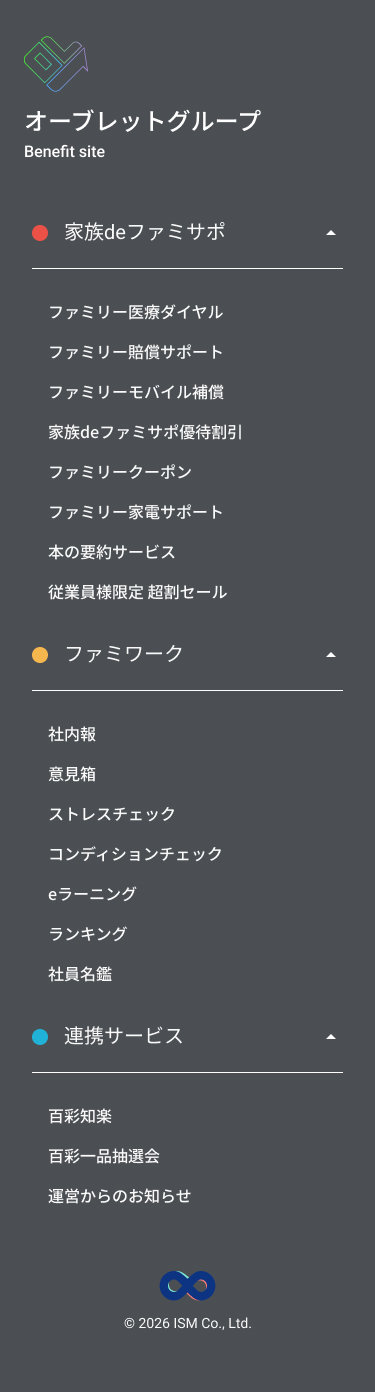 オーブレットグループ
Benefit site
家族deファミサポ
ファミリー医療ダイヤル
ファミリー賠償サポート
ファミリーモバイル補償
家族deファミサポ優待割引
ファミリークーポン
ファミリー家電サポート
本の要約サービス
従業員様限定 超割セール
ファミワーク
社内報
意見箱
ストレスチェック
コンディションチェック
eラーニング
ランキング
社員名鑑
連携サービス
百彩知楽
百彩一品抽選会
運営からのお知らせ
© 2026 ISM Co., Ltd.